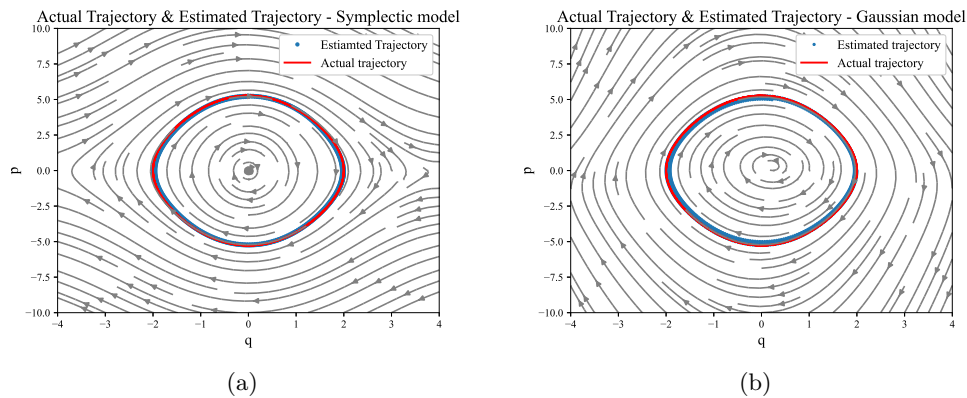 Actual Trajectory & Estimated Trajectory - Symplectic model
10.0
7.5
5.0
2.5
0.0
−2.5
−5.0
−7.5
−10.0
p
Estiamted Trajectory
Actual trajectory
−4 −3 −2 −1 0 1 2 3 4
q
(a)
Actual Trajectory & Estimated Trajectory - Gaussian model
10.0
7.5
5.0
2.5
0.0
−2.5
−5.0
−7.5
−10.0
p
Estimated trajectory
Actual trajectory
−4 −3 −2 −1 0 1 2 3 4
q
(b)